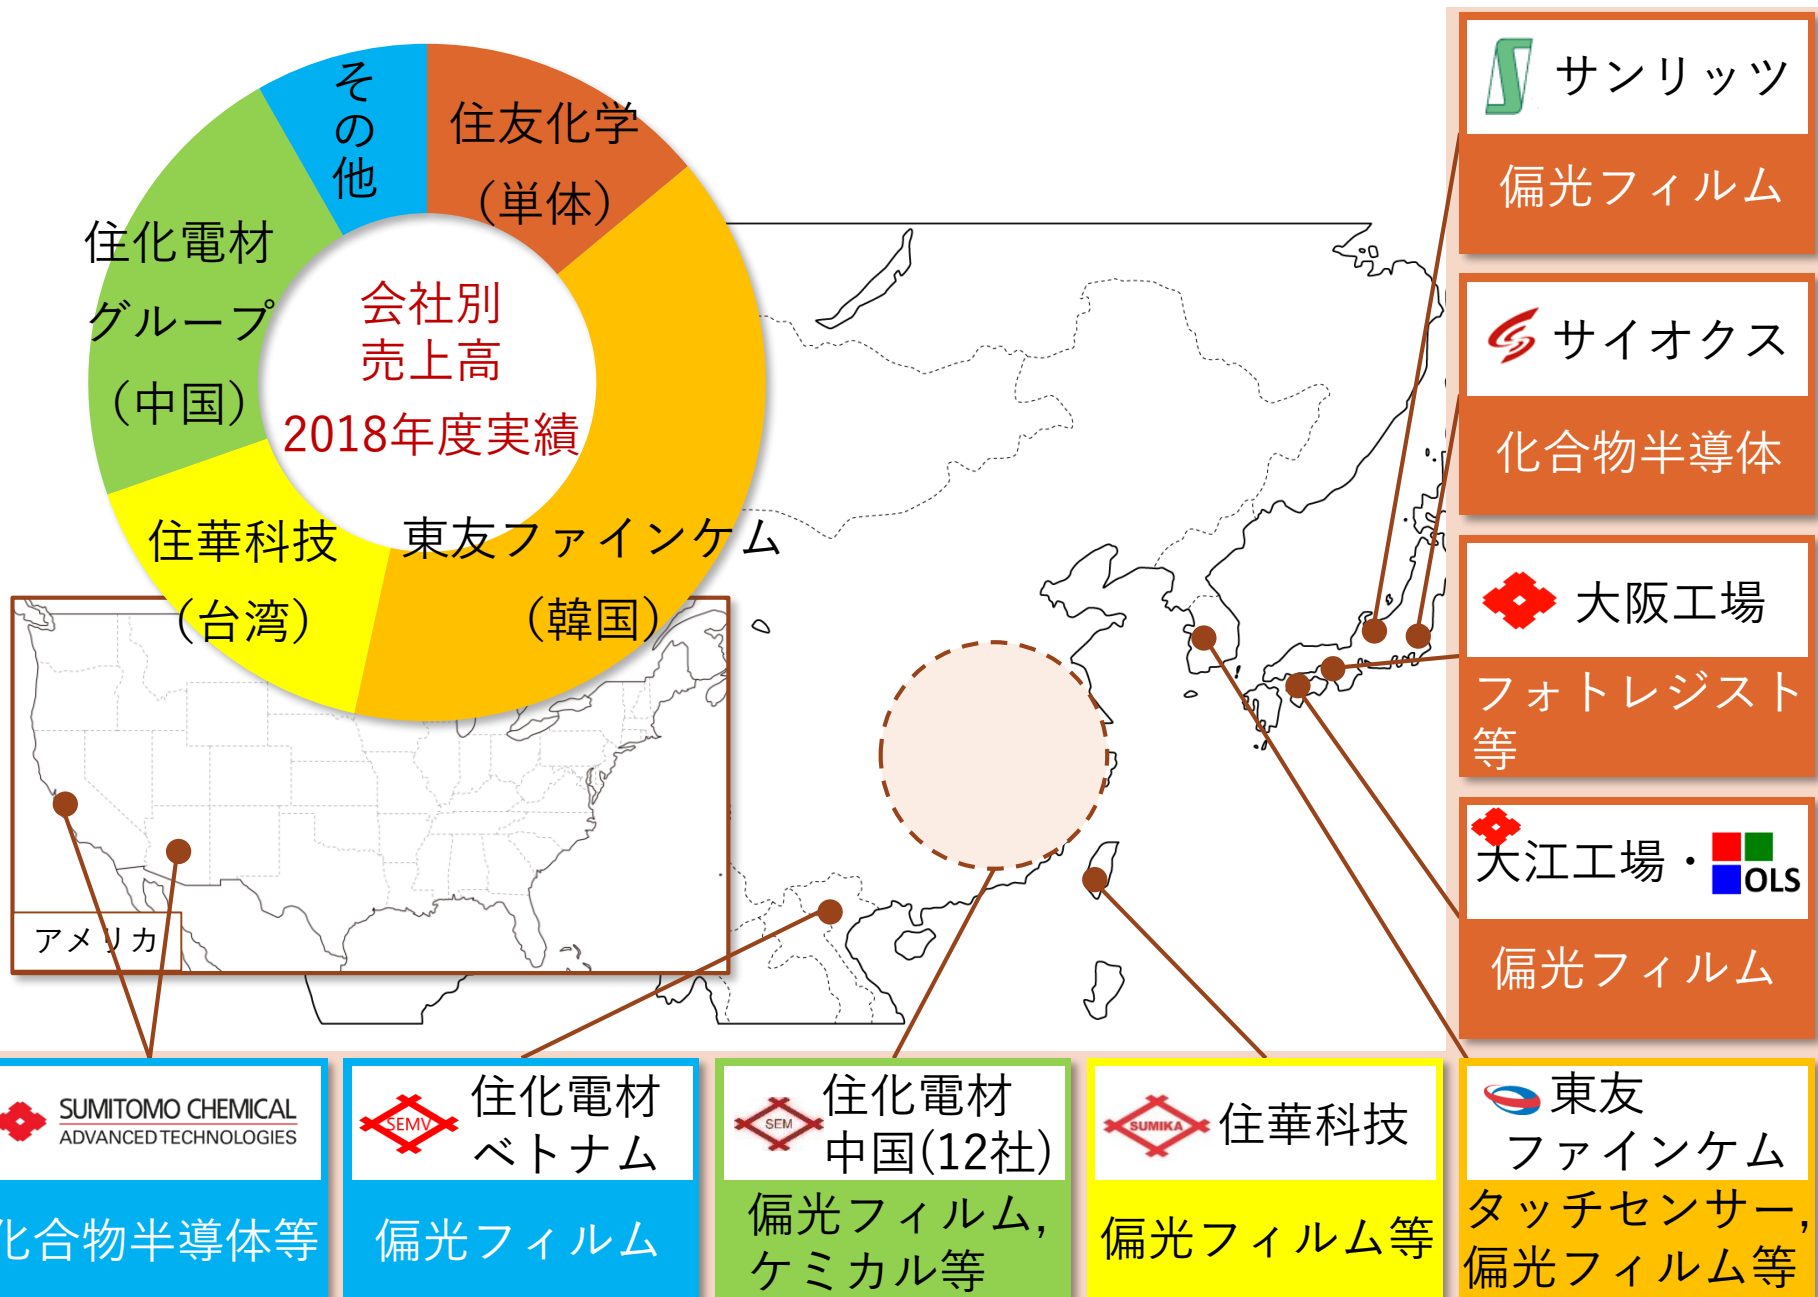 その他
住友化学
（単体）
住化電材
グループ
（中国）
会社別
売上高
2018年度実績
住華科技
（台湾）
東友ファインケム
（韓国）
アメリカ
サンリッツ
偏光フィルム
サイオクス
化合物半導体
大阪工場
フォトレジスト
等
大江工場・OLS
偏光フィルム
SUMITOMO CHEMICAL
ADVANCED TECHNOLOGIES
化合物半導体等
SEMV
住化電材
ベトナム
偏光フィルム
SEM
住化電材
中国(12社)
偏光フィルム,
ケミカル等
SUMIKA
住華科技
偏光フィルム等
東友
ファインケム
タッチセンサー,
偏光フィルム等